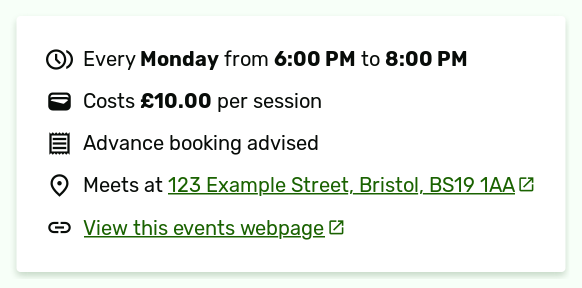 Every Monday from 6:00 PM to 8:00 PM
Costs £10.00 per session
Advance booking advised
Meets at 123 Example Street, Bristol, BS19 1AA
View this events webpage